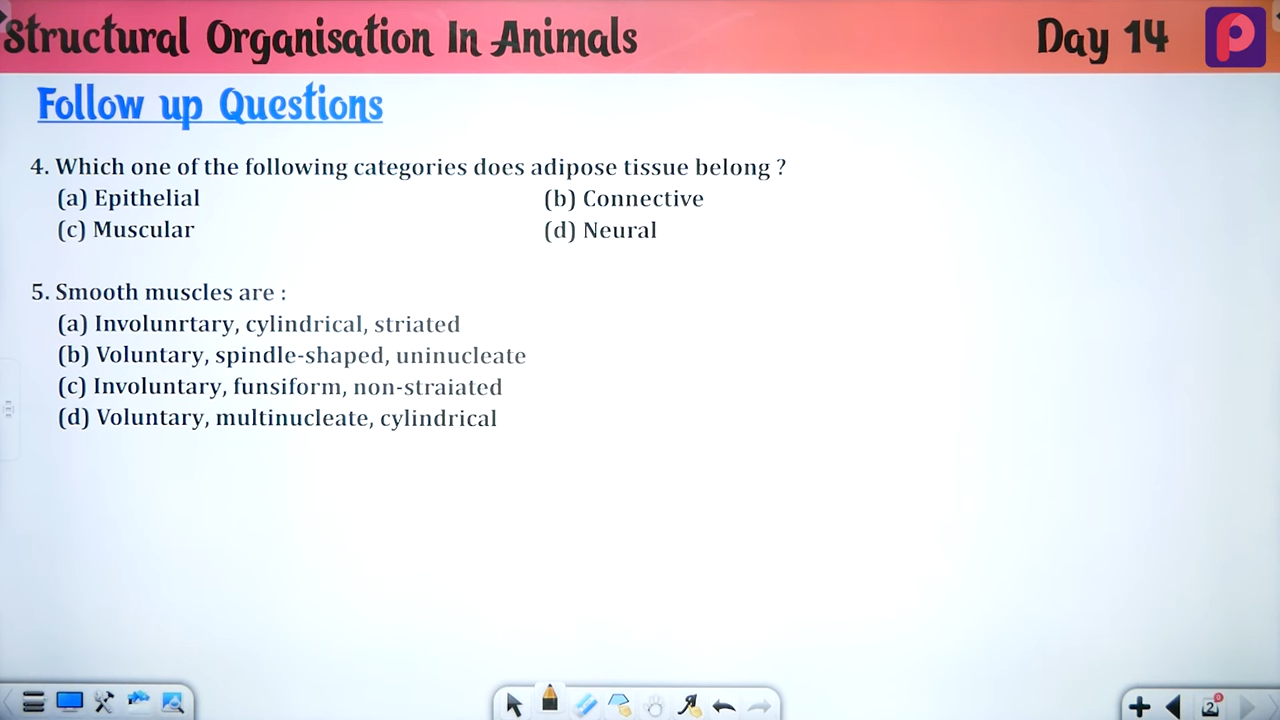 Structural Organisation In Animals
Day 14
Follow up Questions
4. Which one of the following categories does adipose tissue belong ?
(a) Epithelial
(b) Connective
(c) Muscular
(d) Neural
5. Smooth muscles are :
(a) Involunrtary, cylindrical, striated
(b) Voluntary, spindle-shaped, uninucleate
(c) Involuntary, funsiform, non-straiated
(d) Voluntary, multinucleate, cylindrical
2